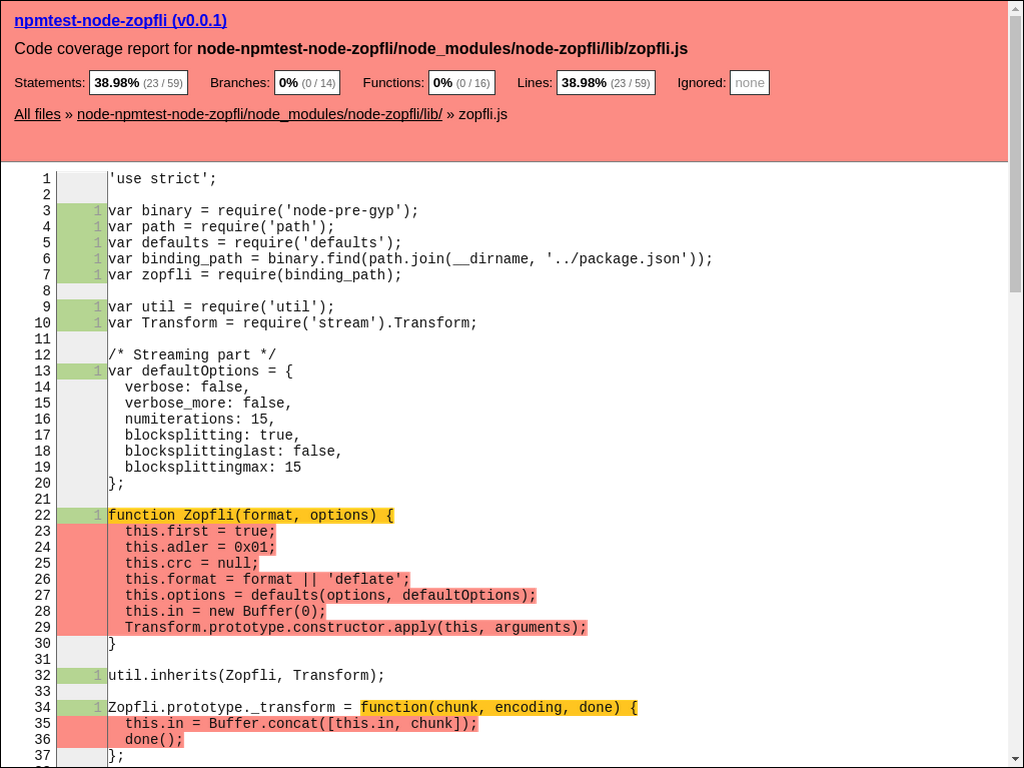 npmtest-node-zopfli (v0.0.1)
Code coverage report for node-npmtest-node-zopfli/node_modules/node-zopfli/lib/zopfli.js
Statements: 38.98% (23 / 59) Branches: 0% (0 / 14) Functions: 0% (0 / 16) Lines: 38.98% (23 / 59) Ignored: none
All files » node-npmtest-node-zopfli/node_modules/node-zopfli/lib/ » zopfli.js
1 'use strict';
2
3 1 var binary = require('node-pre-gyp');
4 1 var path = require('path');
5 1 var defaults = require('defaults');
6 1 var binding_path = binary.find(path.join(__dirname, '../package.json'));
7 1 var zopfli = require(binding_path);
8
9 1 var util = require('util');
10 1 var Transform = require('stream').Transform;
11
12 /* Streaming part */
13 1 var defaultOptions = {
14 verbose: false,
15 verbose_more: false,
16 numiterations: 15,
17 blocksplitting: true,
18 blocksplittinglast: false,
19 blocksplittingmax: 15
20 };
21
22 1 function Zopfli(format, options) {
23 this.first = true;
24 this.adler = 0x01;
25 this.crc = null;
26 this.format = format || 'deflate';
27 this.options = defaults(options, defaultOptions);
28 this.in = new Buffer(0);
29 Transform.prototype.constructor.apply(this, arguments);
30 }
31
32 1 util.inherits(Zopfli, Transform);
33
34 1 Zopfli.prototype._transform = function(chunk, encoding, done) {
35 this.in = Buffer.concat([this.in, chunk]);
36 done();
37 };